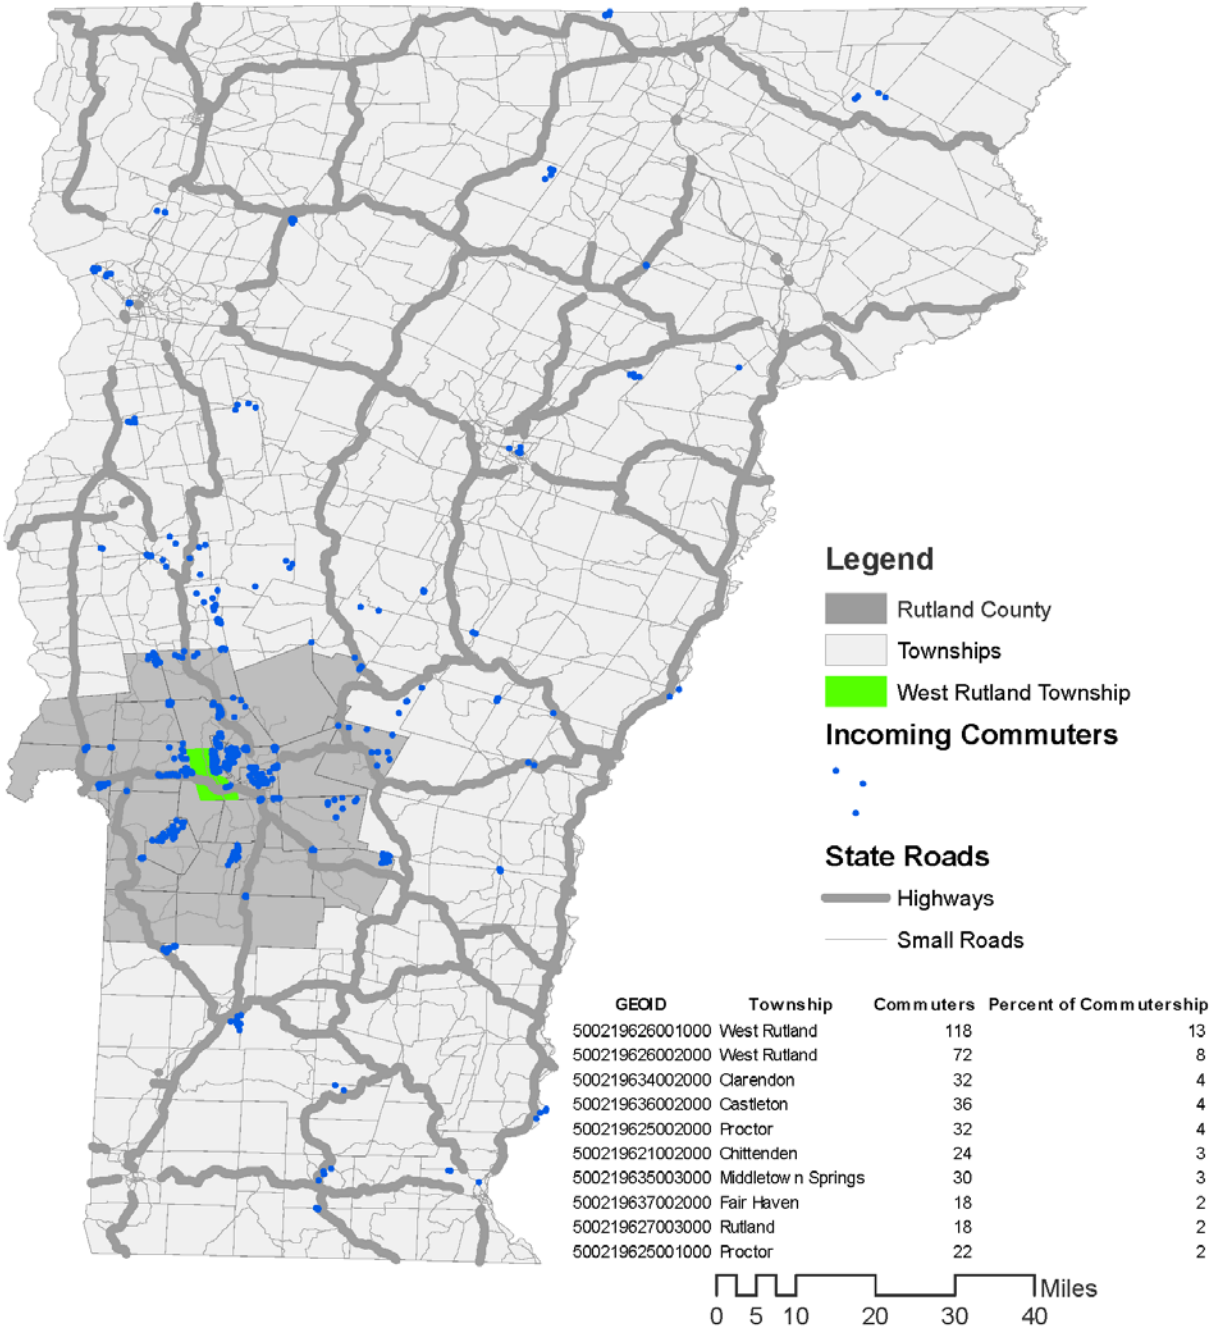 Legend
Rutland County
Townships
West Rutland Township
Incoming Commuters
State Roads
Highways
Small Roads
GEOID Township Commuters Percent of Commutership
500219626001000 West Rutland 118 13
500219626002000 West Rutland 72 8
500219634002000 Clarendon 32 4
500219636002000 Castleton 36 4
500219625002000 Proctor 32 4
500219621002000 Chittenden 24 3
500219635003000 Middletown Springs 30 3
500219637002000 Fair Haven 18 2
500219627003000 Rutland 18 2
500219625001000 Proctor 22 2
Miles
0 5 10 20 30 40